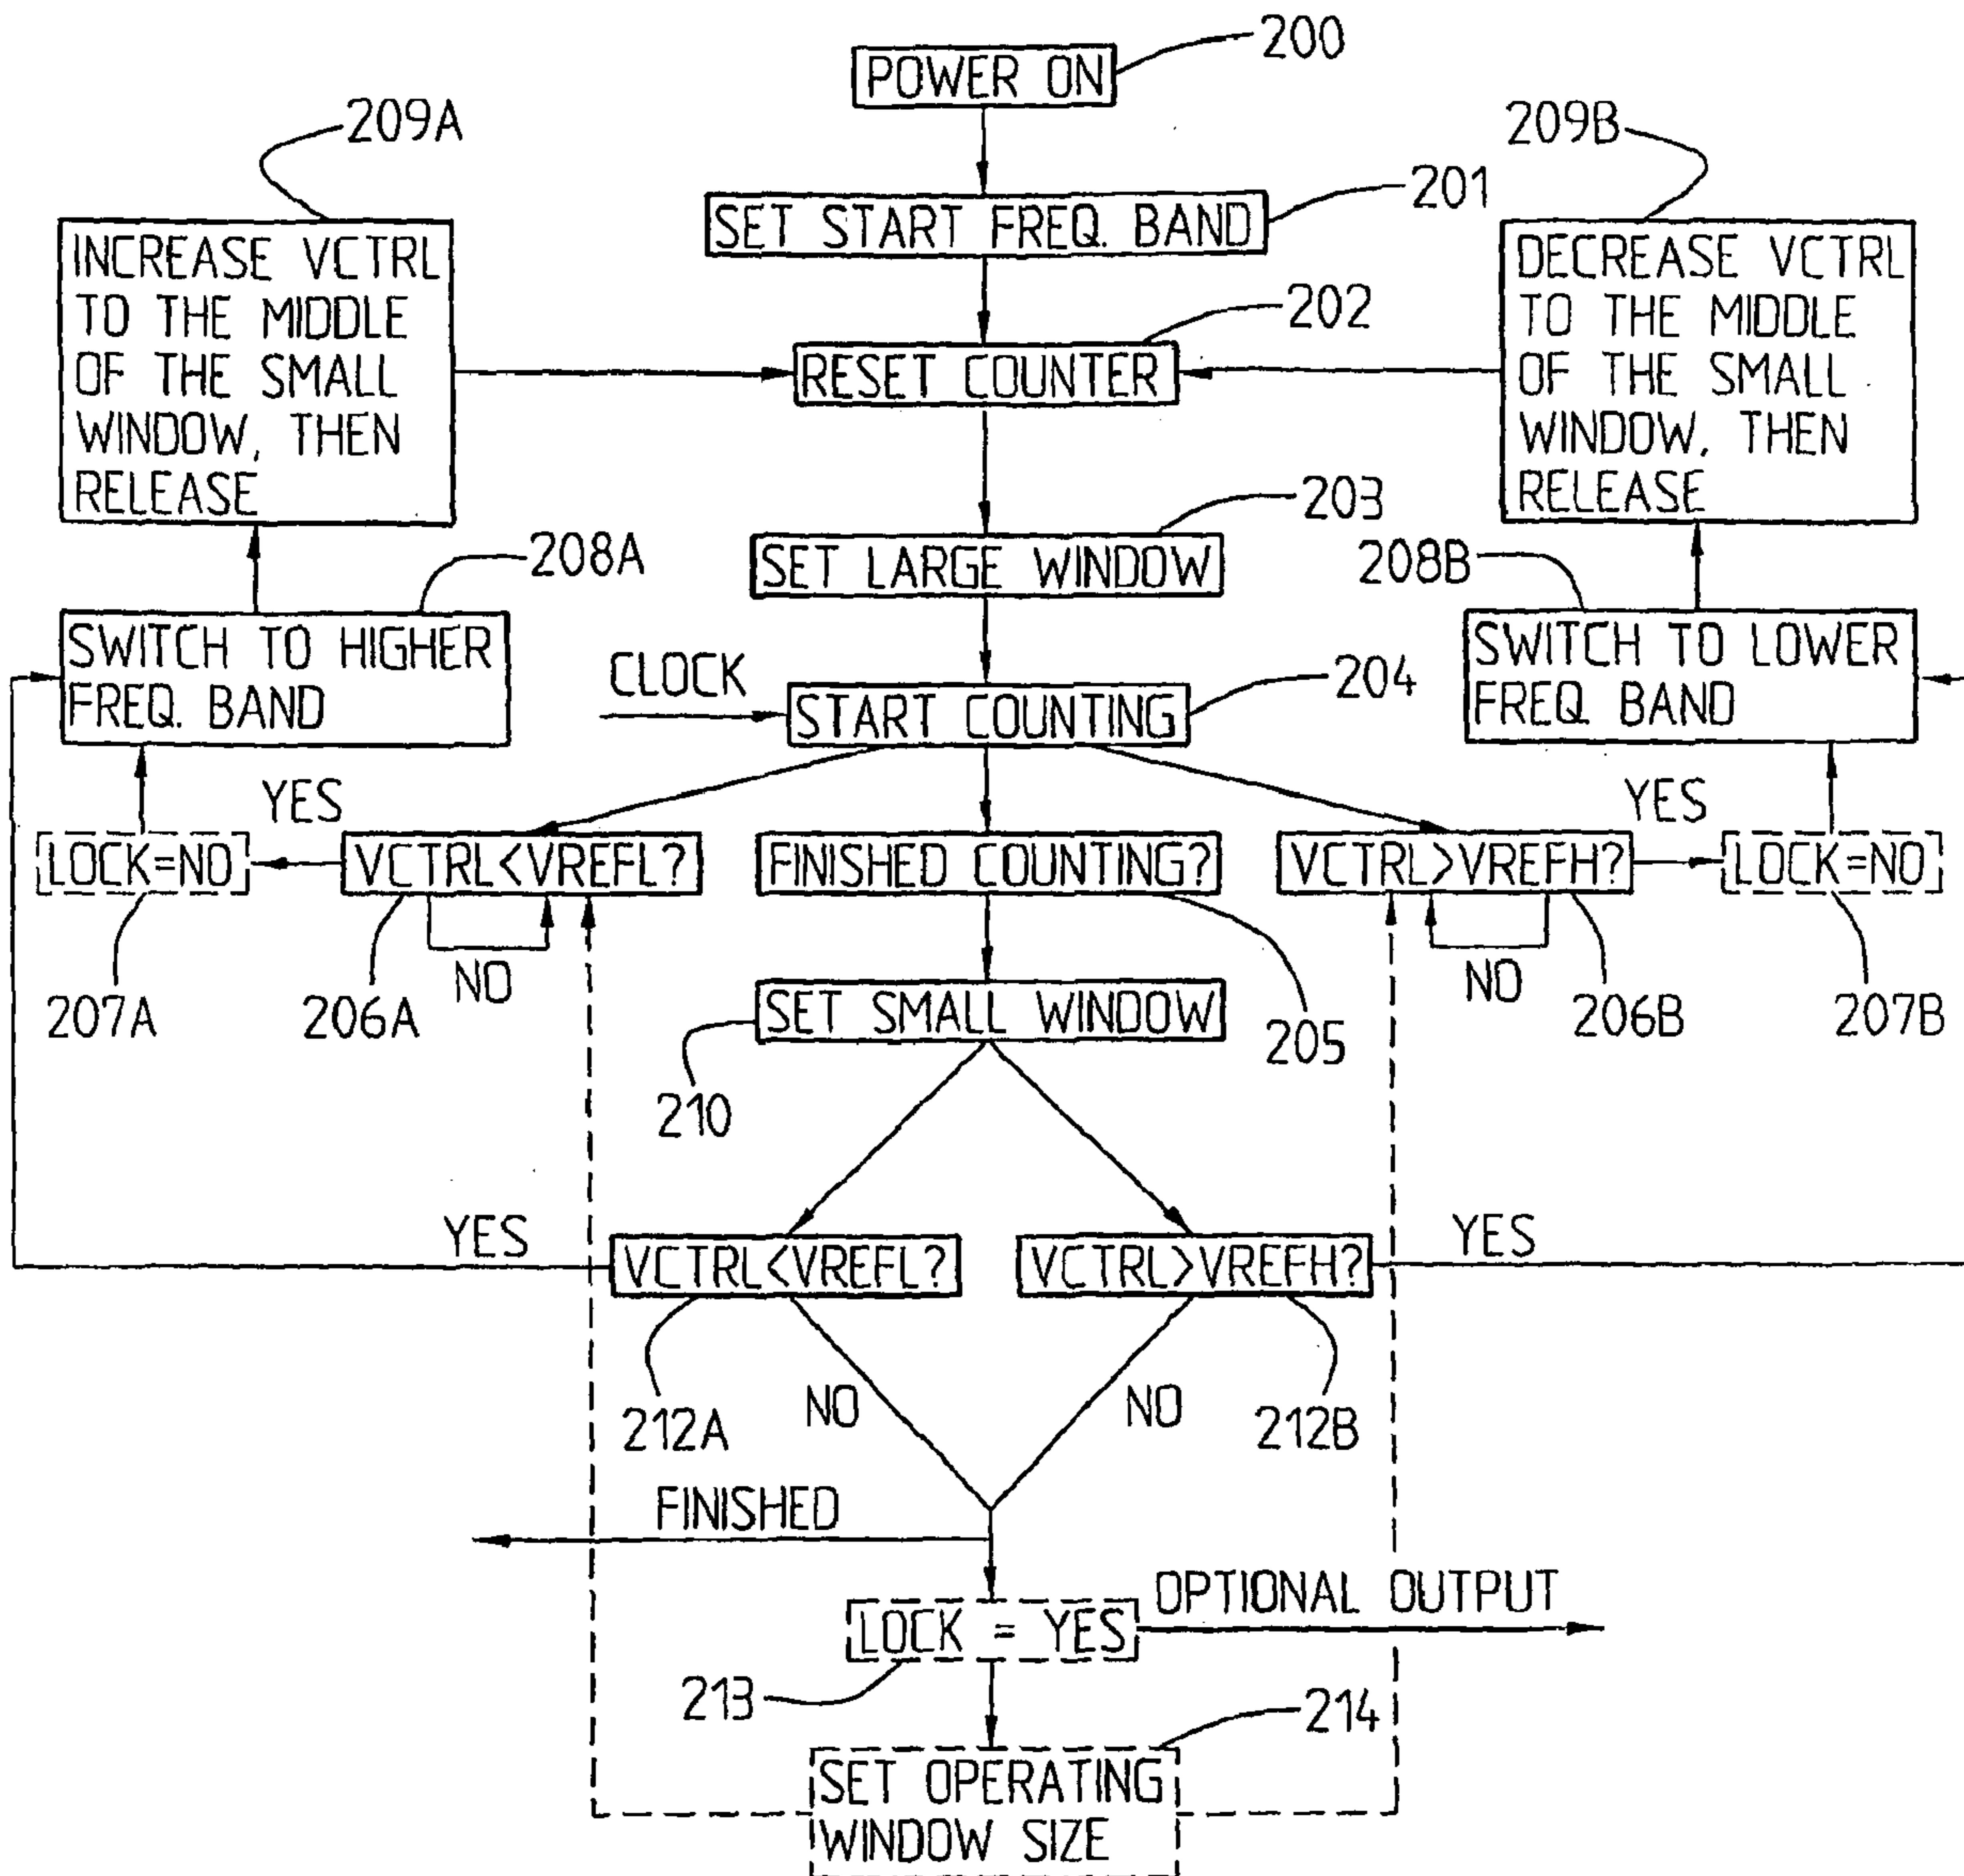 200
POWER ON
209A
209B
201
SET START FREQ. BAND
INCREASE VCTRL
TO THE MIDDLE
OF THE SMALL
WINDOW, THEN
RELEASE
DECREASE VCTRL
TO THE MIDDLE
OF THE SMALL
WINDOW, THEN
RELEASE
202
RESET COUNTER
203
SET LARGE WINDOW
208A
208B
SWITCH TO HIGHER
FREQ. BAND
CLOCK
204
START COUNTING
SWITCH TO LOWER
FREQ. BAND
YES
YES
LOCK=NO
VCTRL<VREFL?
FINISHED COUNTING?
VCTRL>VREFH?
LOCK=NO
NO
NO
207A
206A
SET SMALL WINDOW
205
206B
207B
210
YES
VCTRL<VREFL?
VCTRL>VREFH?
YES
NO
NO
212A
212B
FINISHED
OPTIONAL OUTPUT
LOCK = YES
213
214
SET OPERATING
WINDOW SIZE